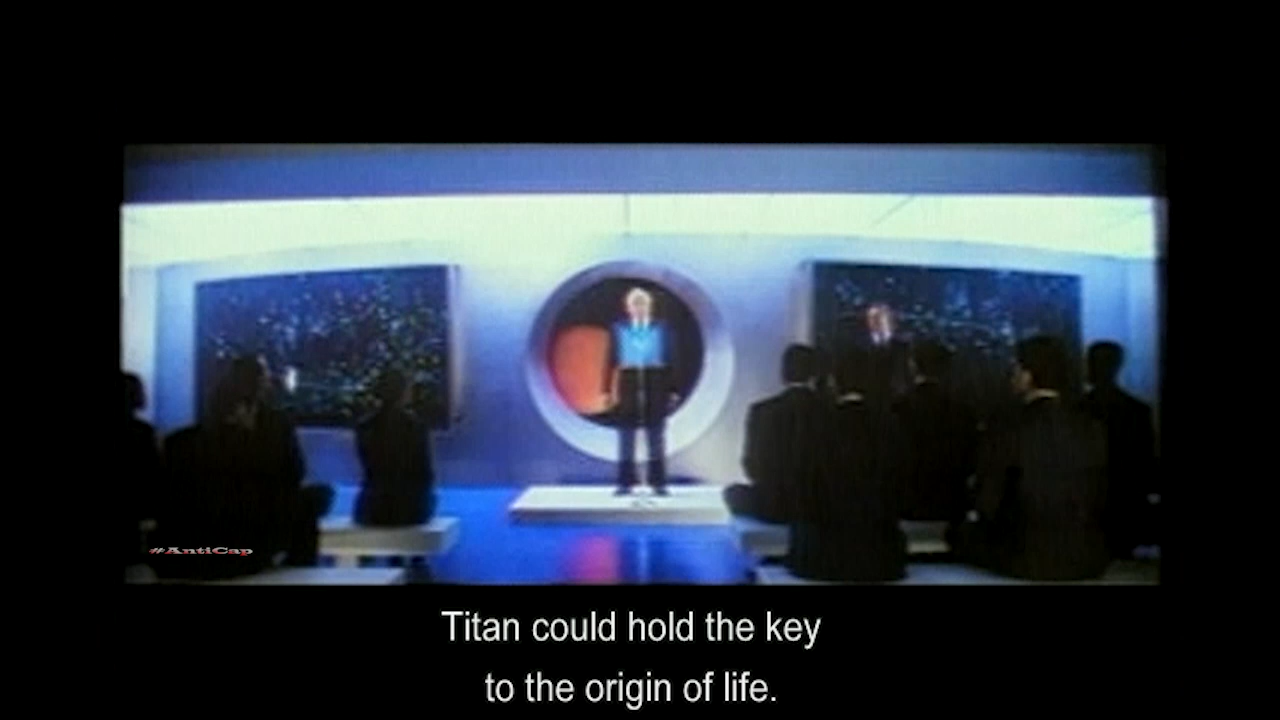 #AntiCap
Titan could hold the key
to the origin of life.